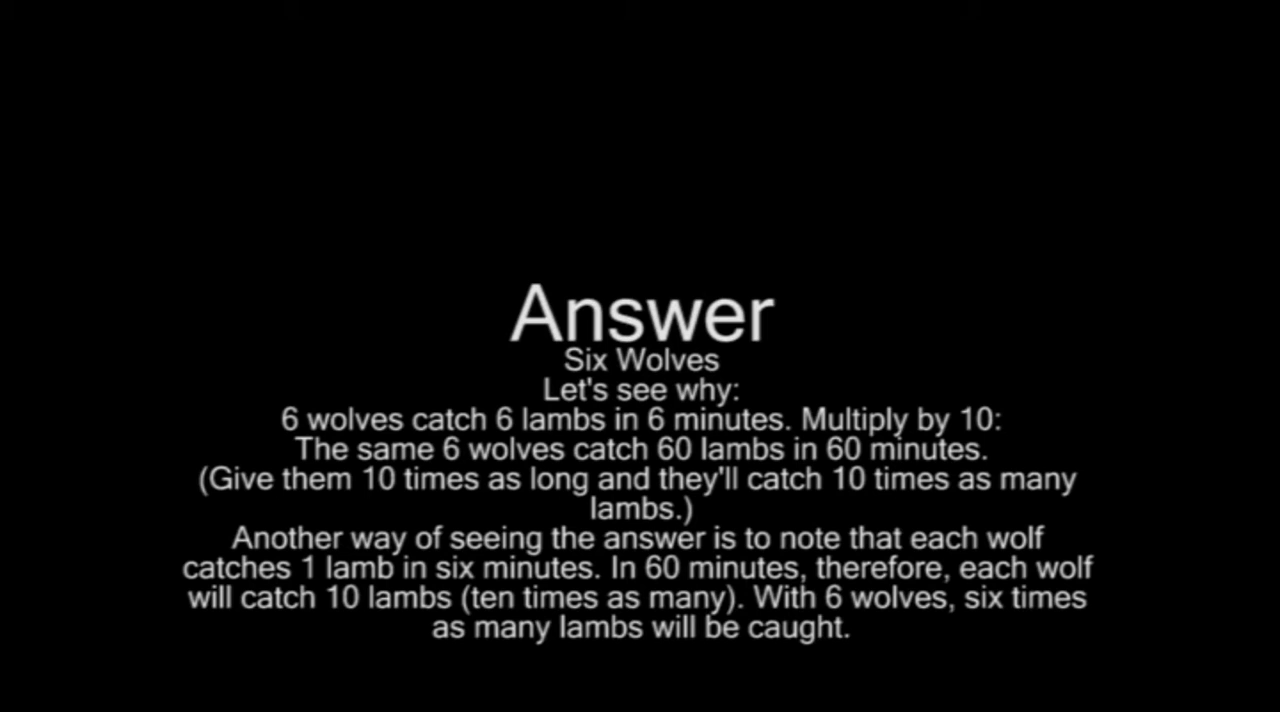 Answer
Six Wolves
Let's see why:
6 wolves catch 6 lambs in 6 minutes. Multiply by 10:
The same 6 wolves catch 60 lambs in 60 minutes.
(Give them 10 times as long and they'll catch 10 times as many
lambs.)
Another way of seeing the answer is to note that each wolf
catches 1 lamb in six minutes. In 60 minutes, therefore, each wolf
will catch 10 lambs (ten times as many). With 6 wolves, six times
as many lambs will be caught.